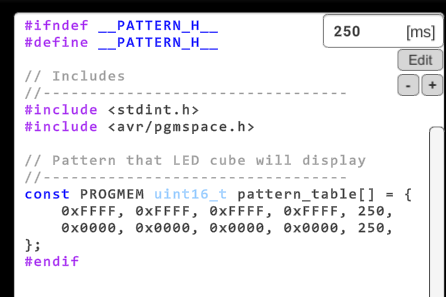 #ifndef __PATTERN_H__
#define __PATTERN_H__
250 [ms]
Edit
- +
// Includes
//---------------------------------
#include <stdint.h>
#include <avr/pgmspace.h>
// Pattern that LED cube will display
//---------------------------------
const PROGMEM uint16_t pattern_table[] = {
    0xFFFF, 0xFFFF, 0xFFFF, 0xFFFF, 250,
    0x0000, 0x0000, 0x0000, 0x0000, 250,
};
#endif